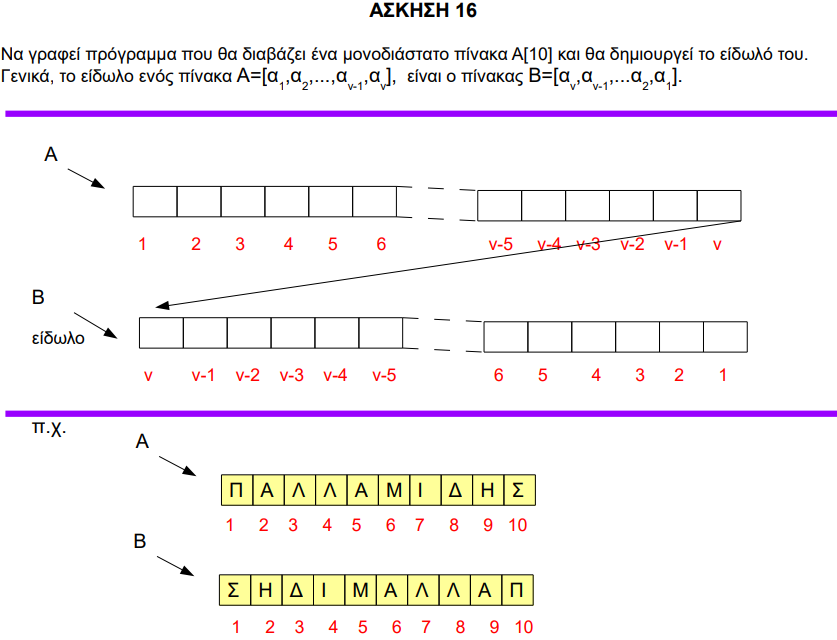 ΑΣΚΗΣΗ 16
Να γραφεί πρόγραμμα που θα διαβάζει ένα μονοδιάστατο πίνακα Α[10] και θα δημιουργεί το είδωλό του.
Γενικά, το είδωλο ενός πίνακα Α=[α1,α2,...,αν-1,αν], είναι ο πίνακας Β=[αν,αν-1,...α2,α1].
Α
1 2 3 4 5 6 ν-5 ν-4 ν-3 ν-2 ν-1 ν
Β
είδωλο
ν ν-1 ν-2 ν-3 ν-4 ν-5 6 5 4 3 2 1
π.χ.
Α
Π Α Λ Λ Α Μ Ι Δ Η Σ
1 2 3 4 5 6 7 8 9 10
Β
Σ Η Δ Ι Μ Α Λ Λ Α Π
1 2 3 4 5 6 7 8 9 10